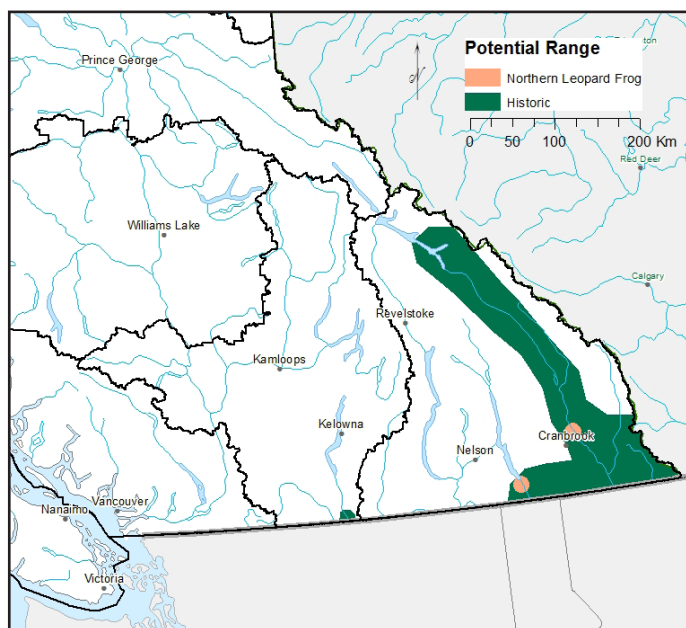 Prince George
Potential Range
Northern Leopard Frog
Historic
0 50 100 200 Km
Red Deer
Williams Lake
Calgary
Revelstoke
Kamloops
Kelowna
Cranbrook
Nelson
Vancouver
Nanaimo
Victoria